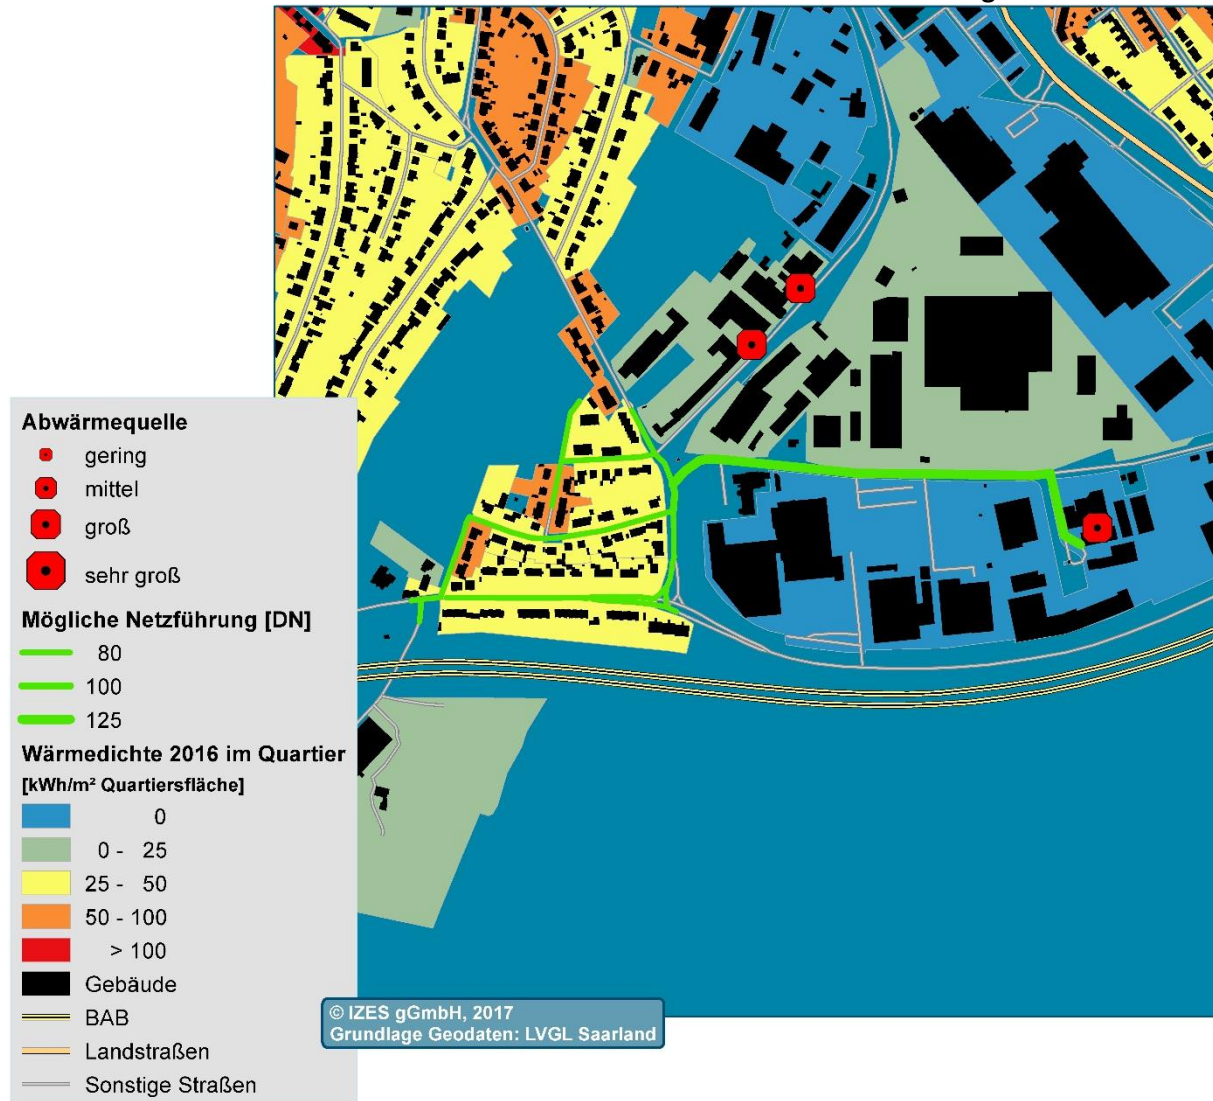 Abwärmequelle
gering
mittel
groß
sehr groß
Mögliche Netzführung [DN]
80
100
125
Wärmedichte 2016 im Quartier
[kWh/m² Quartiersfläche]
0
0 - 25
25 - 50
50 - 100
> 100
Gebäude
BAB
Landstraßen
Sonstige Straßen
© IZES gGmbH, 2017
Grundlage Geodaten: LVGL Saarland